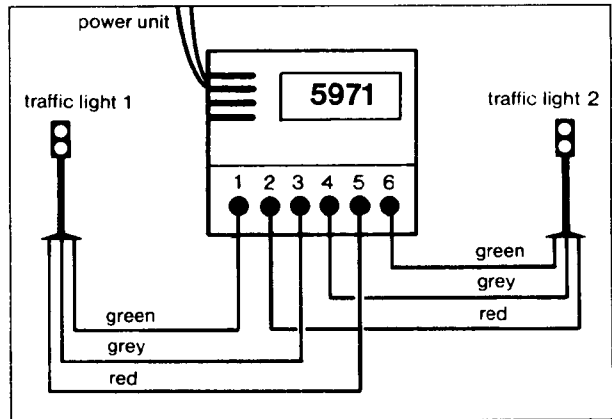 power unit
5971
traffic light 1
traffic light 2
1 2 3 4 5 6
green
grey
red
green
grey
red